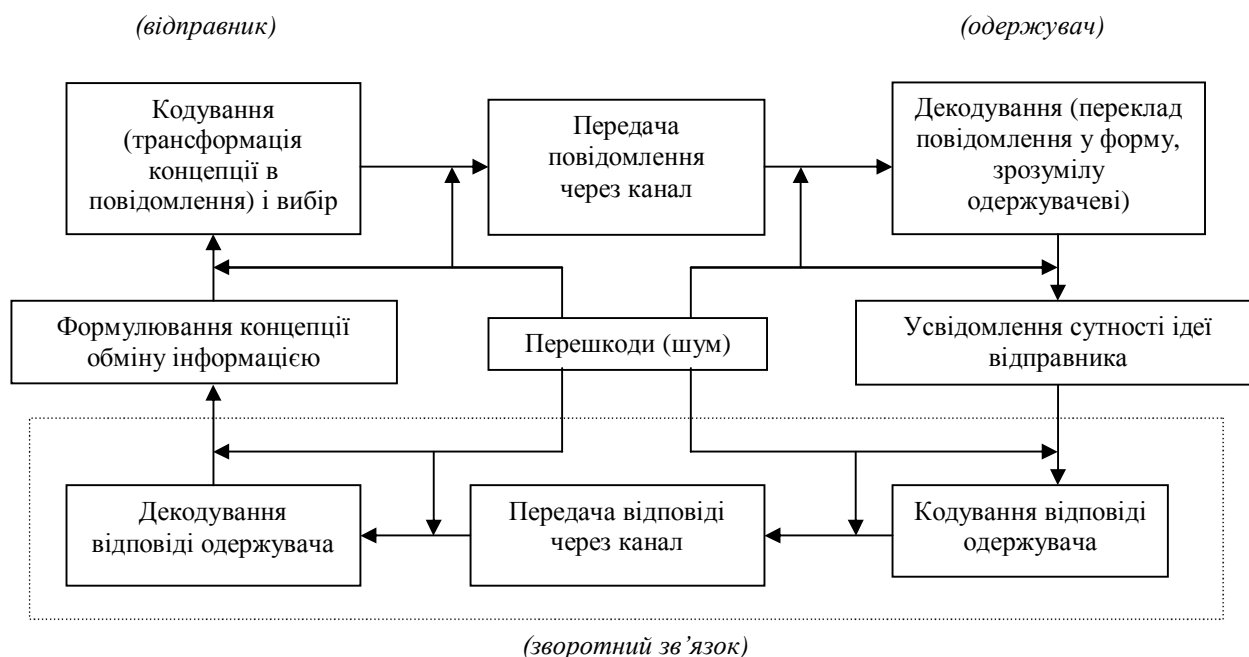 (відправник)
(одержувач)
Кодування
(трансформація
концепції в
повідомлення) і вибір
Передача
повідомлення
через канал
Декодування (переклад
повідомлення у форму,
зрозумілу
одержувачеві)
Формулювання концепції
обміну інформацією
Перешкоди (шум)
Усвідомлення сутності ідеї
відправника
Декодування
відповіді одержувача
Передача відповіді
через канал
Кодування відповіді
одержувача
(зворотний зв’язок)